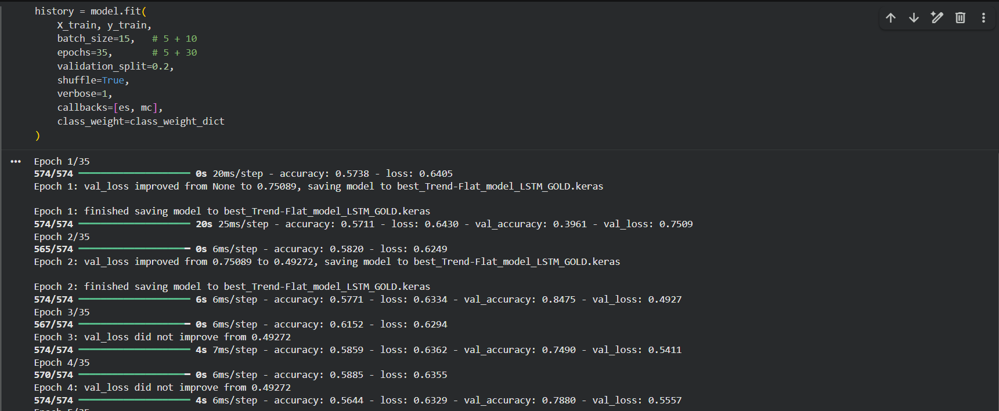 history = model.fit(
    X_train, y_train,
    batch_size=15,   # 5 + 10
    epochs=35,       # 5 + 30
    validation_split=0.2,
    shuffle=True,
    verbose=1,
    callbacks=[es, mc],
    class_weight=class_weight_dict
)
Epoch 1/35
574/574 0s 20ms/step - accuracy: 0.5738 - loss: 0.6405
Epoch 1: val_loss improved from None to 0.75089, saving model to best_Trend-Flat_model_LSTM_GOLD.keras
Epoch 1: finished saving model to best_Trend-Flat_model_LSTM_GOLD.keras
574/574 20s 25ms/step - accuracy: 0.5711 - loss: 0.6430 - val_accuracy: 0.3961 - val_loss: 0.7509
Epoch 2/35
565/574 0s 6ms/step - accuracy: 0.5820 - loss: 0.6249
Epoch 2: val_loss improved from 0.75089 to 0.49272, saving model to best_Trend-Flat_model_LSTM_GOLD.keras
Epoch 2: finished saving model to best_Trend-Flat_model_LSTM_GOLD.keras
574/574 6s 6ms/step - accuracy: 0.5771 - loss: 0.6334 - val_accuracy: 0.8475 - val_loss: 0.4927
Epoch 3/35
567/574 0s 6ms/step - accuracy: 0.6152 - loss: 0.6294
Epoch 3: val_loss did not improve from 0.49272
574/574 4s 7ms/step - accuracy: 0.5859 - loss: 0.6362 - val_accuracy: 0.7490 - val_loss: 0.5411
Epoch 4/35
570/574 0s 6ms/step - accuracy: 0.5885 - loss: 0.6355
Epoch 4: val_loss did not improve from 0.49272
574/574 4s 6ms/step - accuracy: 0.5644 - loss: 0.6329 - val_accuracy: 0.7880 - val_loss: 0.5557
Epoch 5/35